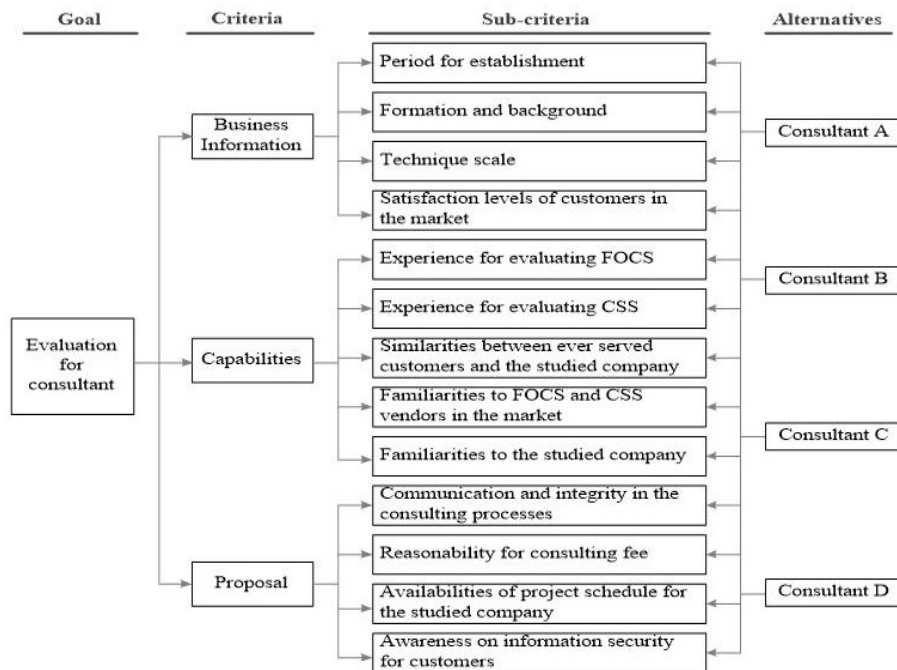 Goal
Criteria
Sub-criteria
Alternatives
Period for establishment
Formation and background
Business
Information
Consultant A
Technique scale
Satisfaction levels of customers in
the market
Experience for evaluating FOCS
Consultant B
Experience for evaluating CSS
Evaluation
for
consultant
Capabilities
Similarities between ever served
customers and the studied company
Familiarities to FOCS and CSS
vendors in the market
Consultant C
Familiarities to the studied company
Communication and integrity in the
consulting processes
Reasonability for consulting fee
Proposal
Availabilities of project schedule for
the studied company
Consultant D
Awareness on information security
for customers